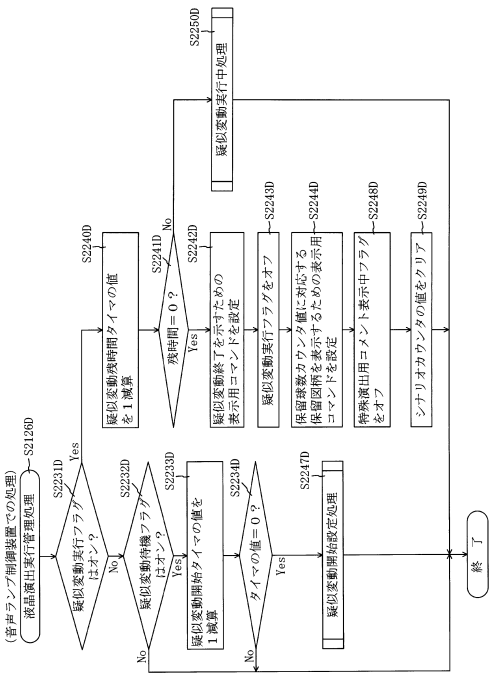 (音声ランプ制御装置での処理)
液晶演出実行管理処理
S2126D
S2231D
疑似変動実行フラグ
はオン?
Yes
No
S2232D
疑似変動待機フラグ
はオン?
No
Yes
S2233D
疑似変動開始タイマの値を
1減算
S2234D
タイマの値=0?
No
Yes
S2247D
疑似変動開始設定処理
S2240D
疑似変動残時間タイマの値
を1減算
S2241D
残時間=0?
No
Yes
S2242D
疑似変動終了を示すための
表示用コマンドを設定
S2243D
疑似変動実行フラグをオフ
S2244D
保留球数カウンタ値に対応する
保留図柄を表示するための表示用
コマンドを設定
S2248D
特殊演出用コメント表示中フラグ
をオフ
S2249D
シナリオカウンタの値をクリア
S2250D
疑似変動実行中処理
終 了